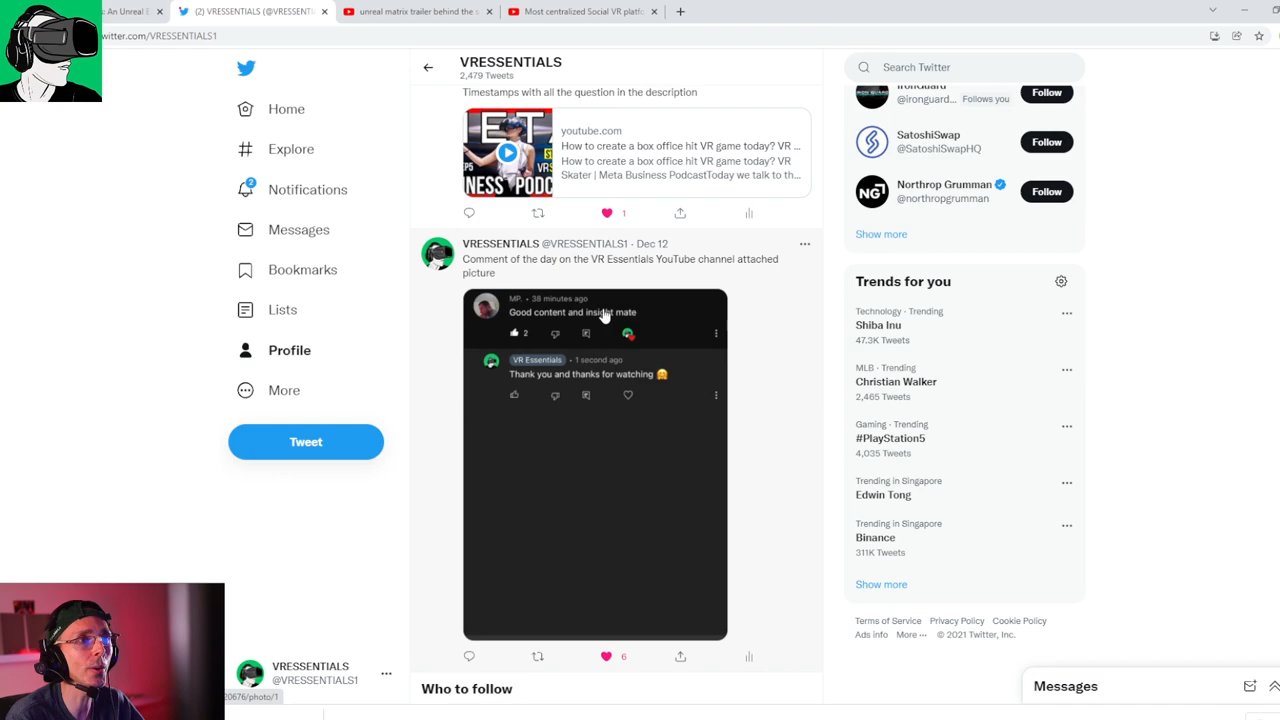 s: An Unreal E
(2) VRESSENTIALS (@VRESSENTI
unreal matrix trailer behind the s
Most centralized Social VR platfo
witter.com/VRESSENTIALS1
Home
Explore
2
Notifications
Messages
Bookmarks
Lists
Profile
More
Tweet
VRESSENTIALS
@VRESSENTIALS1
20676/photo/1
VRESSENTIALS
2,479 Tweets
Timestamps with all the question in the description
youtube.com
How to create a box office hit VR game today? VR ...
How to create a box office hit VR game today? VR
Skater | Meta Business PodcastToday we talk to th...
1
VRESSENTIALS @VRESSENTIALS1 · Dec 12
Comment of the day on the VR Essentials YouTube channel attached
picture
MP. • 38 minutes ago
Good content and insight mate
2
VR Essentials • 1 second ago
Thank you and thanks for watching 🤗
6
Who to follow
Search Twitter
IronGuard
@ironguard... Follows you
Follow
SatoshiSwap
@SatoshiSwapHQ
Follow
NG
Northrop Grumman
@northropgrumman
Follow
Show more
Trends for you
Technology · Trending
Shiba Inu
47.3K Tweets
MLB · Trending
Christian Walker
2,465 Tweets
Gaming · Trending
#PlayStation5
4,035 Tweets
Trending in Singapore
Edwin Tong
Trending in Singapore
Binance
311K Tweets
Show more
Terms of Service Privacy Policy Cookie Policy
Ads info More ··· © 2021 Twitter, Inc.
Messages